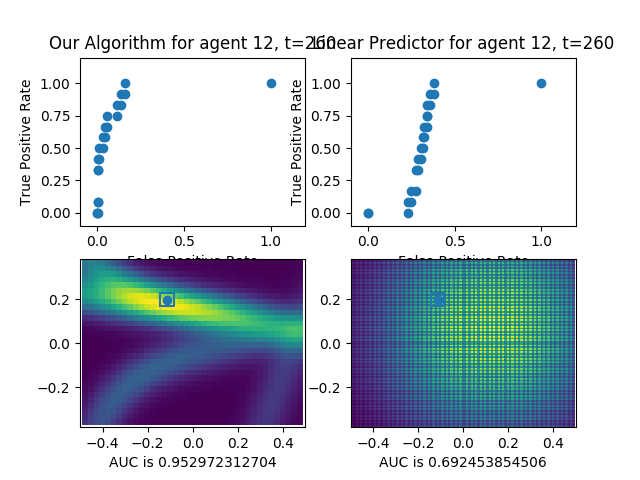 Our Algorithm for agent 12, t=260
Linear Predictor for agent 12, t=260
True Positive Rate
1.00
0.75
0.50
0.25
0.00
0.0 0.5 1.0
False Positive Rate
True Positive Rate
1.00
0.75
0.50
0.25
0.00
0.0 0.5 1.0
False Positive Rate
0.2
0.0
−0.2
−0.4 −0.2 0.0 0.2 0.4
AUC is 0.952972312704
0.2
0.0
−0.2
−0.4 −0.2 0.0 0.2 0.4
AUC is 0.692453854506